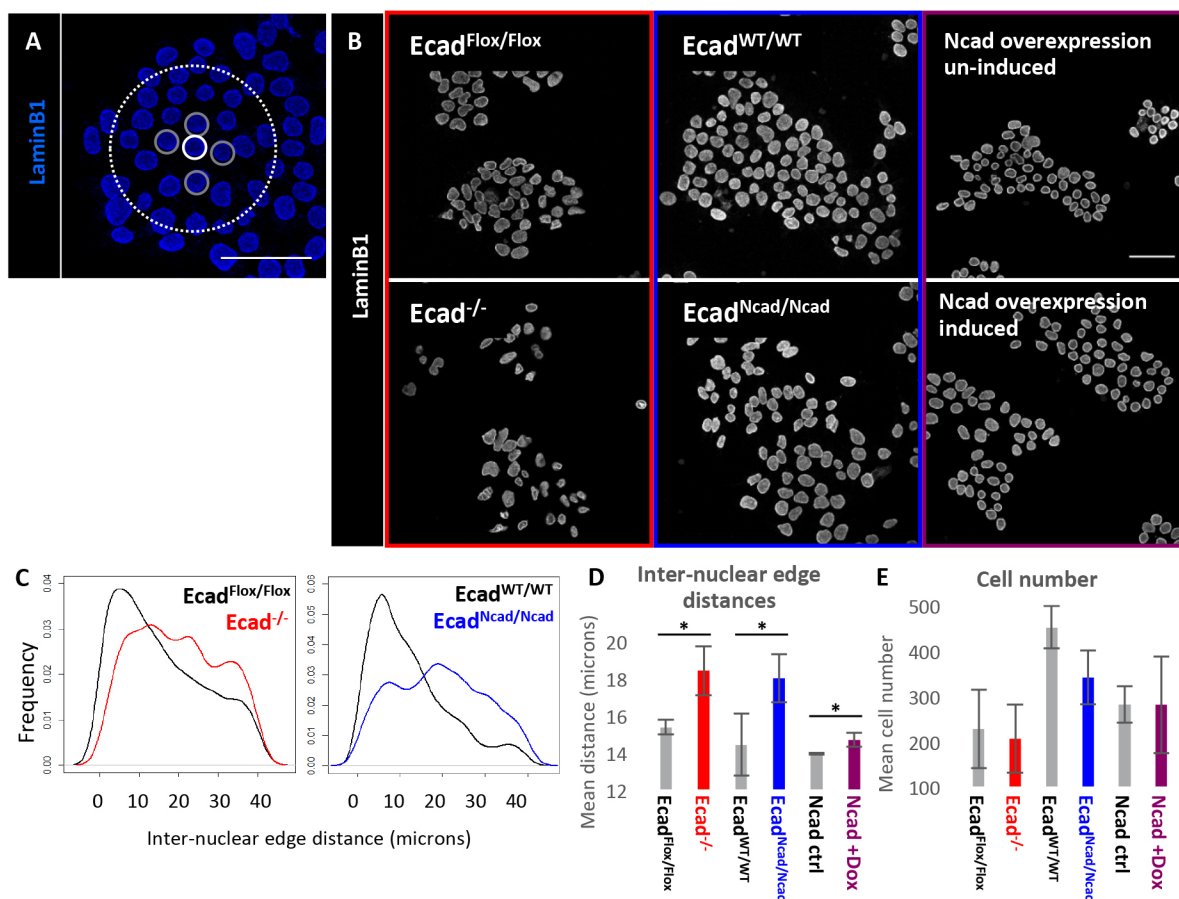 A
LaminB1
B
LaminB1
Ecad^Flox/Flox
Ecad^WT/WT
Ncad overexpression
un-induced
Ecad^-/-
Ecad^Ncad/Ncad
Ncad overexpression
induced
C
Frequency
0.04
0.03
0.02
0.01
0.00
Ecad^Flox/Flox
Ecad^-/-
0 10 20 30 40
0.06
0.05
0.04
0.03
0.02
0.01
0.00
Ecad^WT/WT
Ecad^Ncad/Ncad
0 10 20 30 40
Inter-nuclear edge distance (microns)
D
Inter-nuclear edge
distances
Mean distance (microns)
20
18
16
14
12
* * *
Ecad^Flox/Flox
Ecad^-/-
Ecad^WT/WT
Ecad^Ncad/Ncad
Ncad ctrl
Ncad +Dox
E
Cell number
Mean cell number
500
400
300
200
100
Ecad^Flox/Flox
Ecad^-/-
Ecad^WT/WT
Ecad^Ncad/Ncad
Ncad ctrl
Ncad +Dox